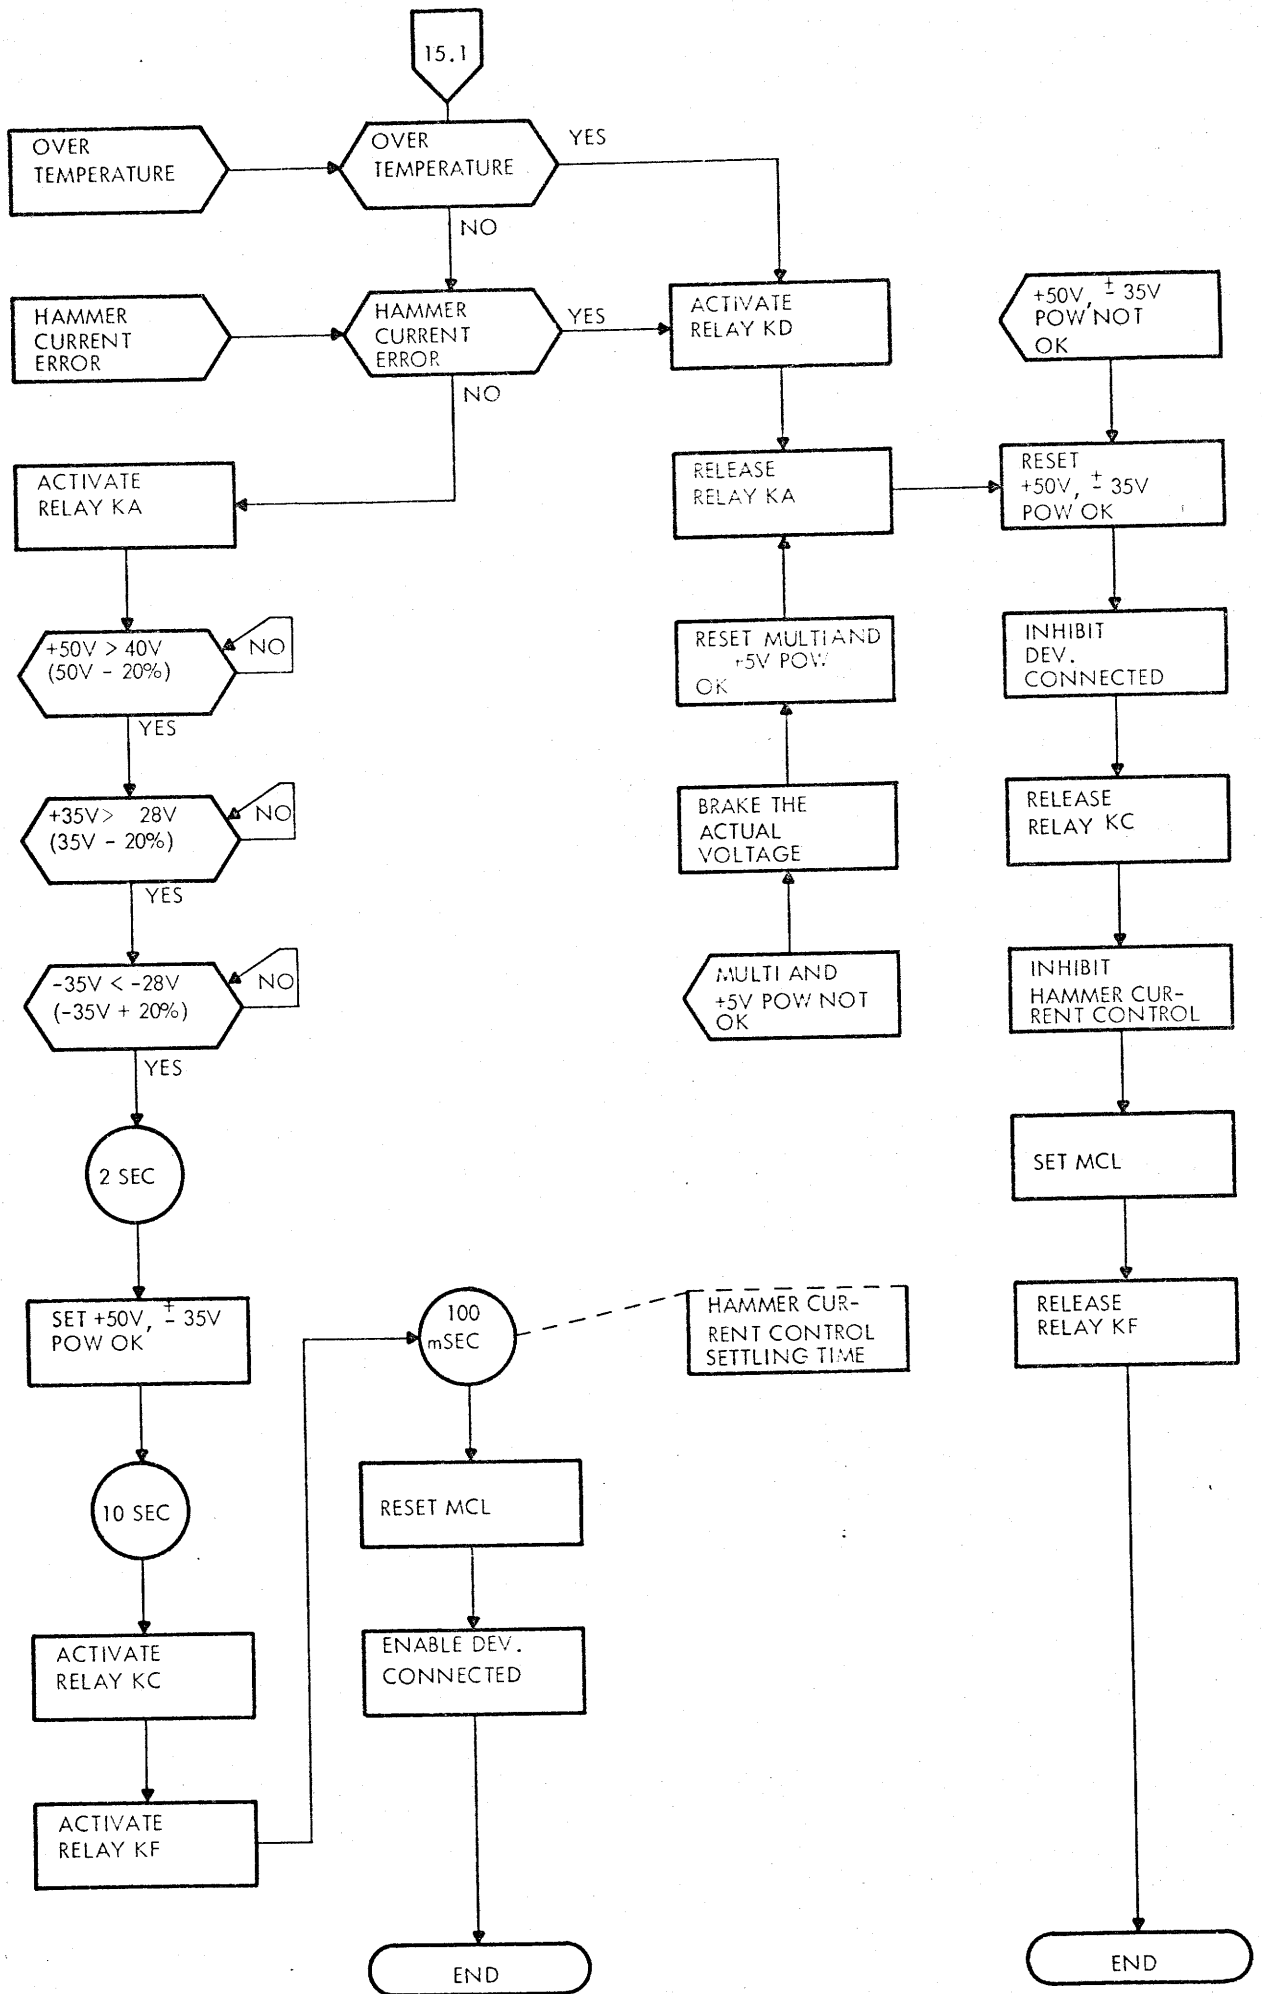 15.1
OVER
TEMPERATURE
OVER
TEMPERATURE
YES
NO
HAMMER
CURRENT
ERROR
HAMMER
CURRENT
ERROR
YES
NO
ACTIVATE
RELAY KD
+50V, ± 35V
POW NOT
OK
ACTIVATE
RELAY KA
RELEASE
RELAY KA
RESET
+50V, ± 35V
POW OK
+50V > 40V
(50V - 20%)
NO
YES
RESET MULTI AND
+5V POW
OK
INHIBIT
DEV.
CONNECTED
+35V > 28V
(35V - 20%)
NO
YES
BRAKE THE
ACTUAL
VOLTAGE
RELEASE
RELAY KC
-35V < -28V
(-35V + 20%)
NO
YES
MULTI AND
+5V POW NOT
OK
INHIBIT
HAMMER CUR-
RENT CONTROL
2 SEC
SET MCL
SET +50V, ± 35V
POW OK
100
mSEC
HAMMER CUR-
RENT CONTROL
SETTLING TIME
RELEASE
RELAY KF
10 SEC
RESET MCL
ACTIVATE
RELAY KC
ENABLE DEV.
CONNECTED
ACTIVATE
RELAY KF
END
END